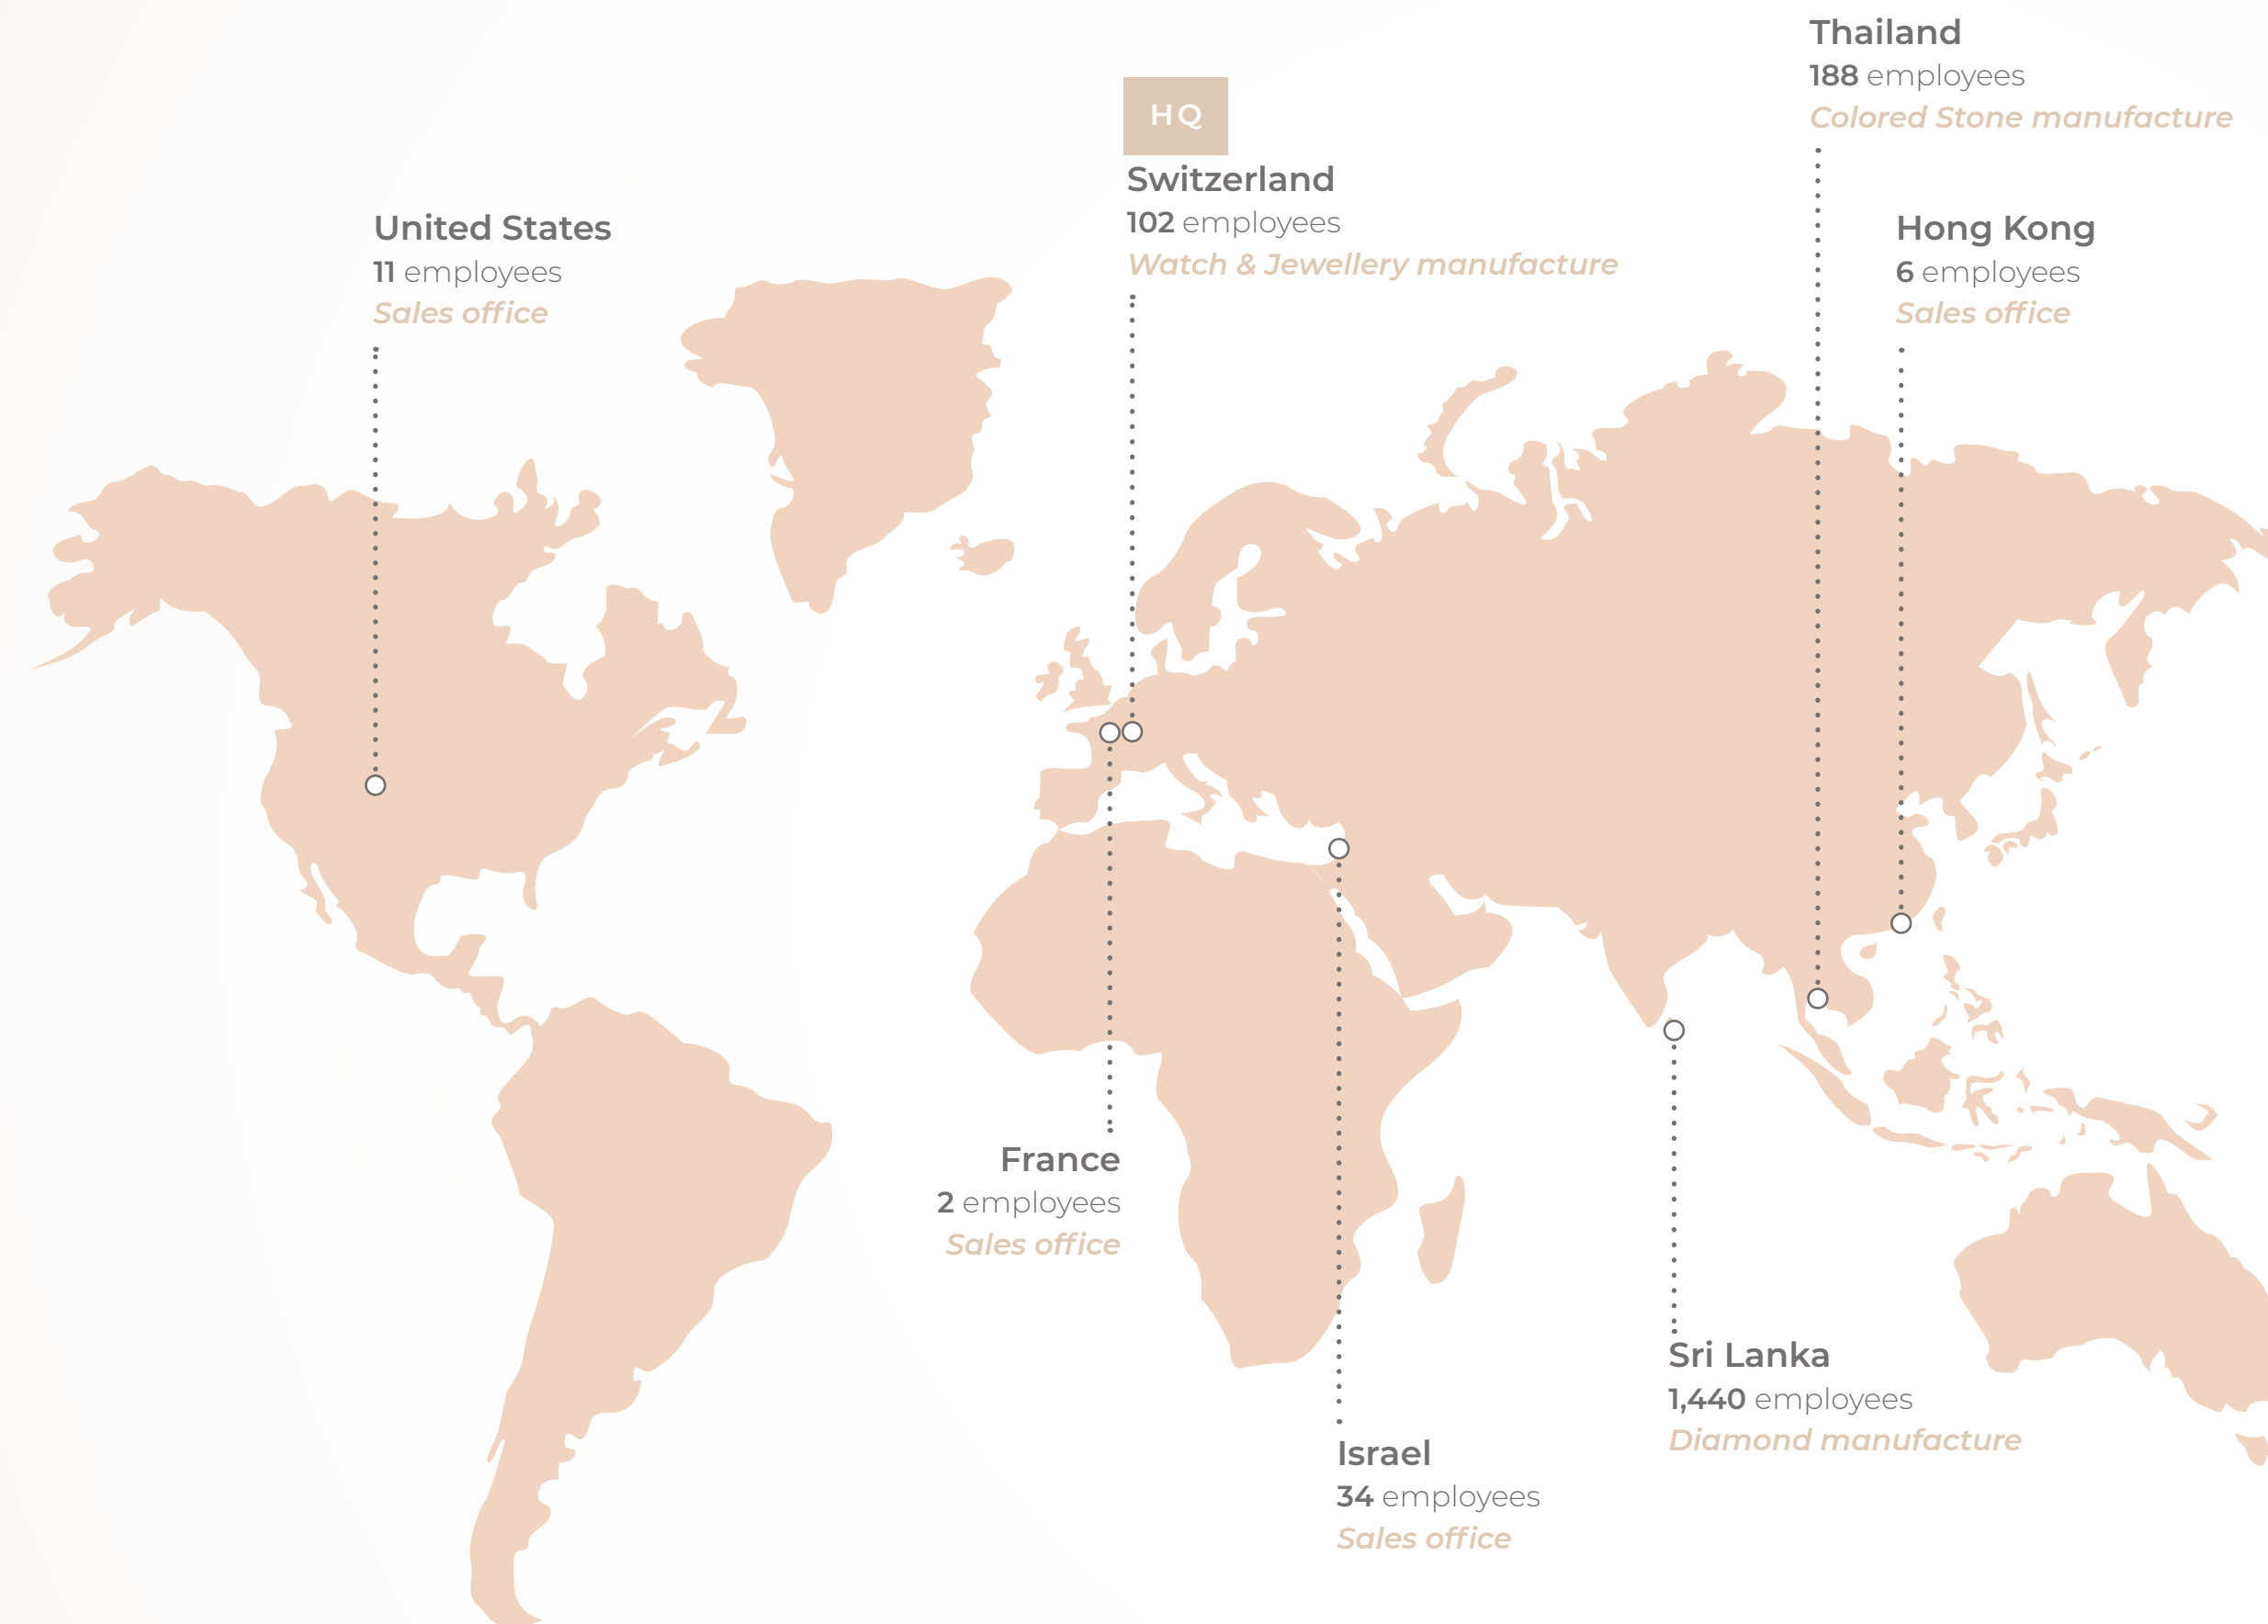 Thailand
188 employees
Colored Stone manufacture
HQ
Switzerland
102 employees
Watch & Jewellery manufacture
United States
11 employees
Sales office
Hong Kong
6 employees
Sales office
France
2 employees
Sales office
Sri Lanka
1,440 employees
Diamond manufacture
Israel
34 employees
Sales office